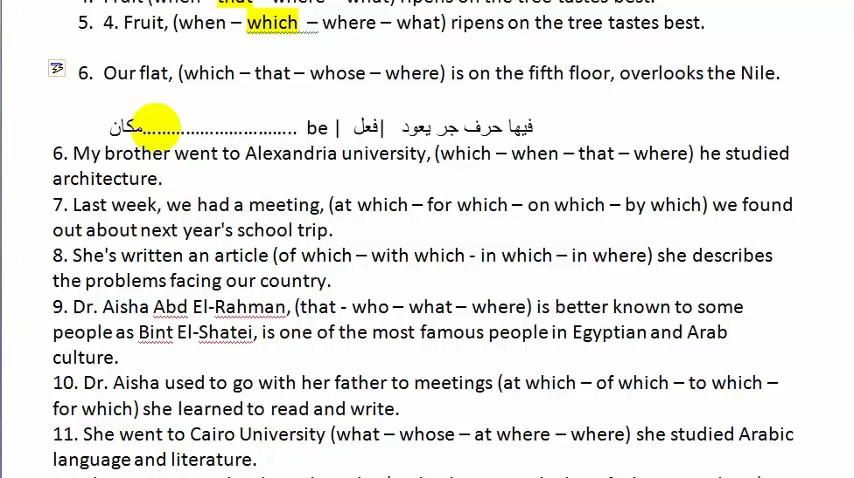 5. 4. Fruit, (when – which – where – what) ripens on the tree tastes best.
6. Our flat, (which – that – whose – where) is on the fifth floor, overlooks the Nile.
مكان................................ be | فعل| فيها حرف جر يعود
6. My brother went to Alexandria university, (which – when – that – where) he studied
architecture.
7. Last week, we had a meeting, (at which – for which – on which – by which) we found
out about next year's school trip.
8. She's written an article (of which – with which - in which – in where) she describes
the problems facing our country.
9. Dr. Aisha Abd El-Rahman, (that - who – what – where) is better known to some
people as Bint El-Shatei, is one of the most famous people in Egyptian and Arab
culture.
10. Dr. Aisha used to go with her father to meetings (at which – of which – to which –
for which) she learned to read and write.
11. She went to Cairo University (what – whose – at where – where) she studied Arabic
language and literature.